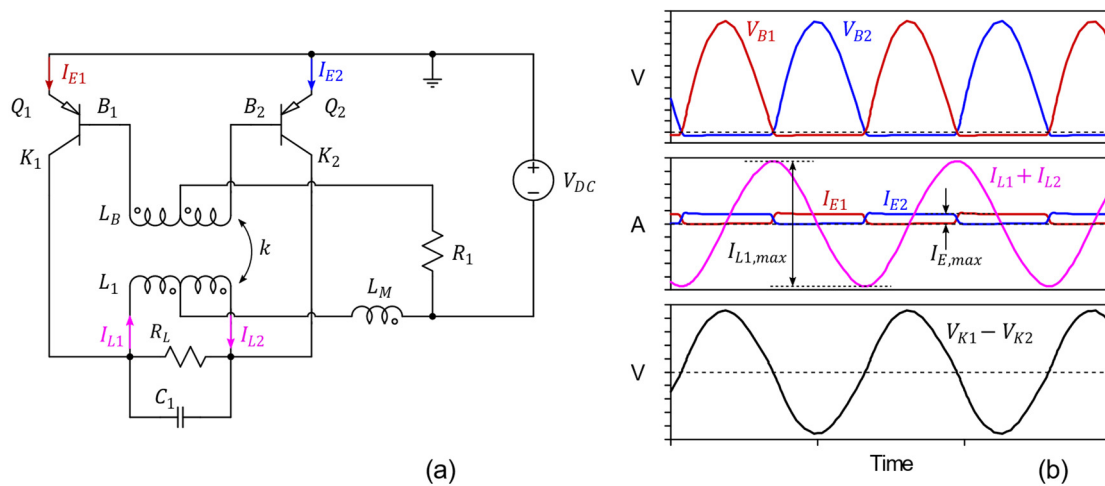 I_E1
I_E2
Q_1
B_1
B_2
Q_2
K_1
K_2
+
−
V_DC
L_B
k
R_1
L_1
L_M
I_L1
R_L
I_L2
C_1
(a)
V_B1
V_B2
V
I_L1 + I_L2
I_E1
I_E2
A
I_L1,max
I_E,max
V_K1 − V_K2
V
Time
(b)